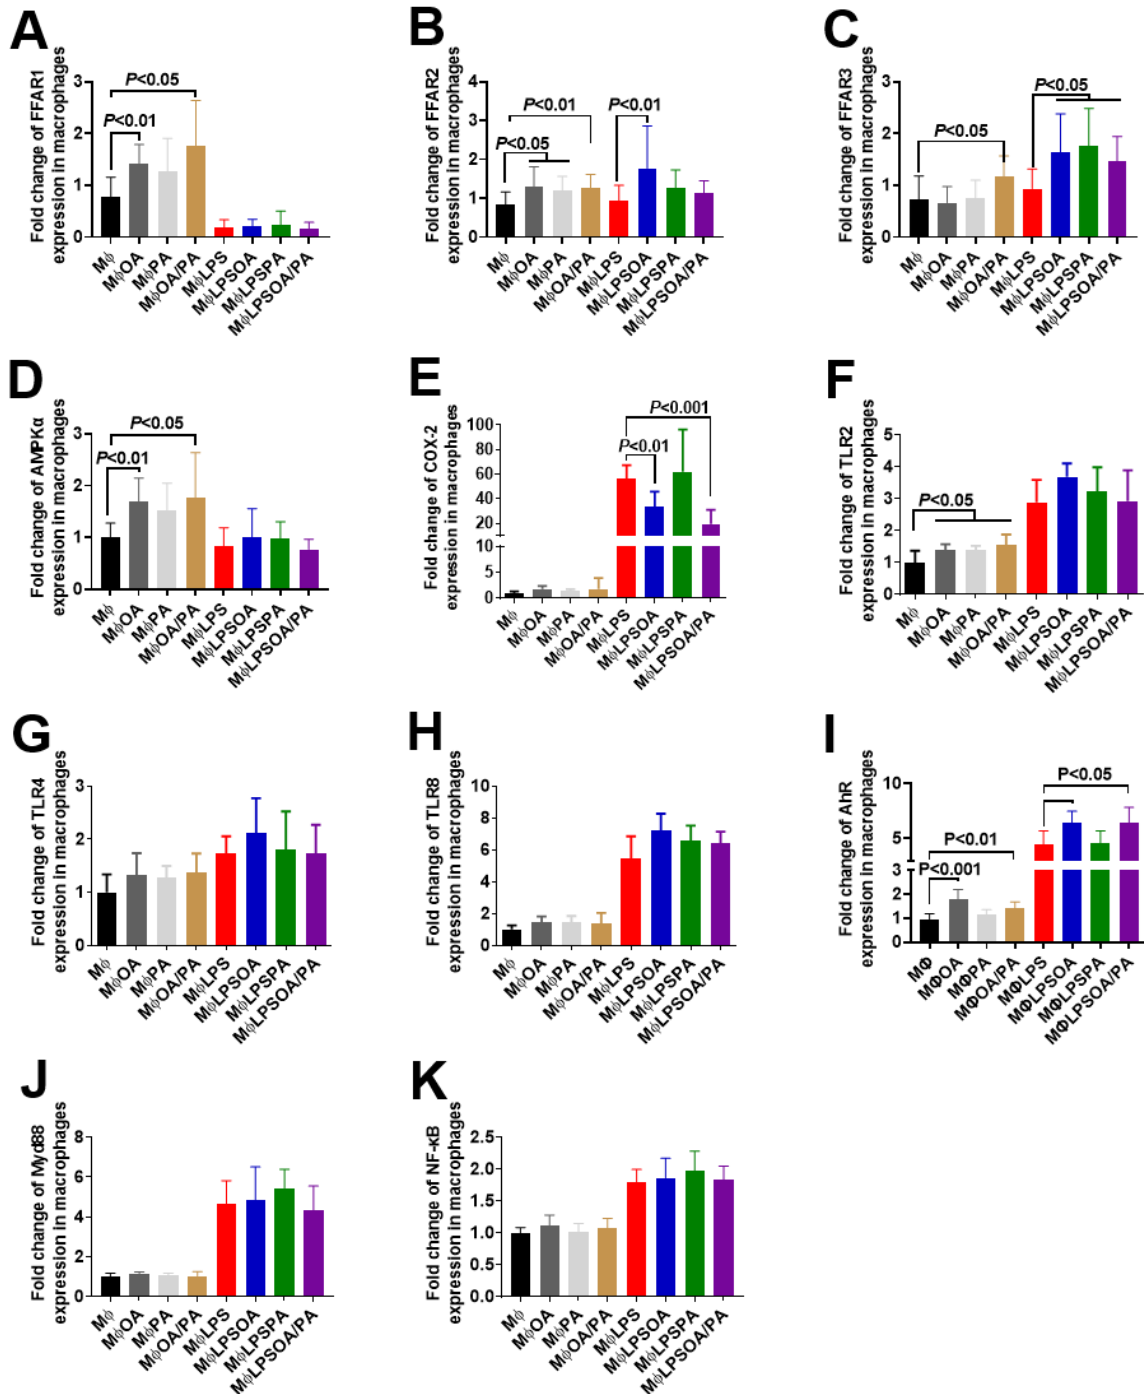 A
Fold change of FFAR1
expression in macrophages
3
2
1
0
P<0.05
P<0.01
Mϕ
MϕOA
MϕPA
MϕOA/PA
MϕLPS
MϕLPSOA
MϕLPSPA
MϕLPSOA/PA
B
Fold change of FFAR2
expression in macrophages
4
3
2
1
0
P<0.01
P<0.01
P<0.05
Mϕ
MϕOA
MϕPA
MϕOA/PA
MϕLPS
MϕLPSOA
MϕLPSPA
MϕLPSOA/PA
C
Fold change of FFAR3
expression in macrophages
3
2
1
0
P<0.05
P<0.05
Mϕ
MϕOA
MϕPA
MϕOA/PA
MϕLPS
MϕLPSOA
MϕLPSPA
MϕLPSOA/PA
D
Fold change of AMPKα
expression in macrophages
3
2
1
0
P<0.05
P<0.01
Mϕ
MϕOA
MϕPA
MϕOA/PA
MϕLPS
MϕLPSOA
MϕLPSPA
MϕLPSOA/PA
E
Fold change of COX-2
expression in macrophages
100
80
60
40
20
10
5
0
P<0.001
P<0.01
Mϕ
MϕOA
MϕPA
MϕOA/PA
MϕLPS
MϕLPSOA
MϕLPSPA
MϕLPSOA/PA
F
Fold change of TLR2
expression in macrophages
5
4
3
2
1
0
P<0.05
Mϕ
MϕOA
MϕPA
MϕOA/PA
MϕLPS
MϕLPSOA
MϕLPSPA
MϕLPSOA/PA
G
Fold change of TLR4
expression in macrophages
3
2
1
0
Mϕ
MϕOA
MϕPA
MϕOA/PA
MϕLPS
MϕLPSOA
MϕLPSPA
MϕLPSOA/PA
H
Fold change of TLR8
expression in macrophages
10
8
6
4
2
0
Mϕ
MϕOA
MϕPA
MϕOA/PA
MϕLPS
MϕLPSOA
MϕLPSPA
MϕLPSOA/PA
I
Fold change of AhR
expression in macrophages
10
5
3
2
1
0
P<0.05
P<0.01
P<0.001
MΦ
MΦOA
MΦPA
MΦOA/PA
MΦLPS
MΦLPSOA
MΦLPSPA
MΦLPSOA/PA
J
Fold change of Myd88
expression in macrophages
8
6
4
2
0
Mϕ
MϕOA
MϕPA
MϕOA/PA
MϕLPS
MϕLPSOA
MϕLPSPA
MϕLPSOA/PA
K
Fold change of NF-κB
expression in macrophages
2.5
2.0
1.5
1.0
0.5
0.0
Mϕ
MϕOA
MϕPA
MϕOA/PA
MϕLPS
MϕLPSOA
MϕLPSPA
MϕLPSOA/PA